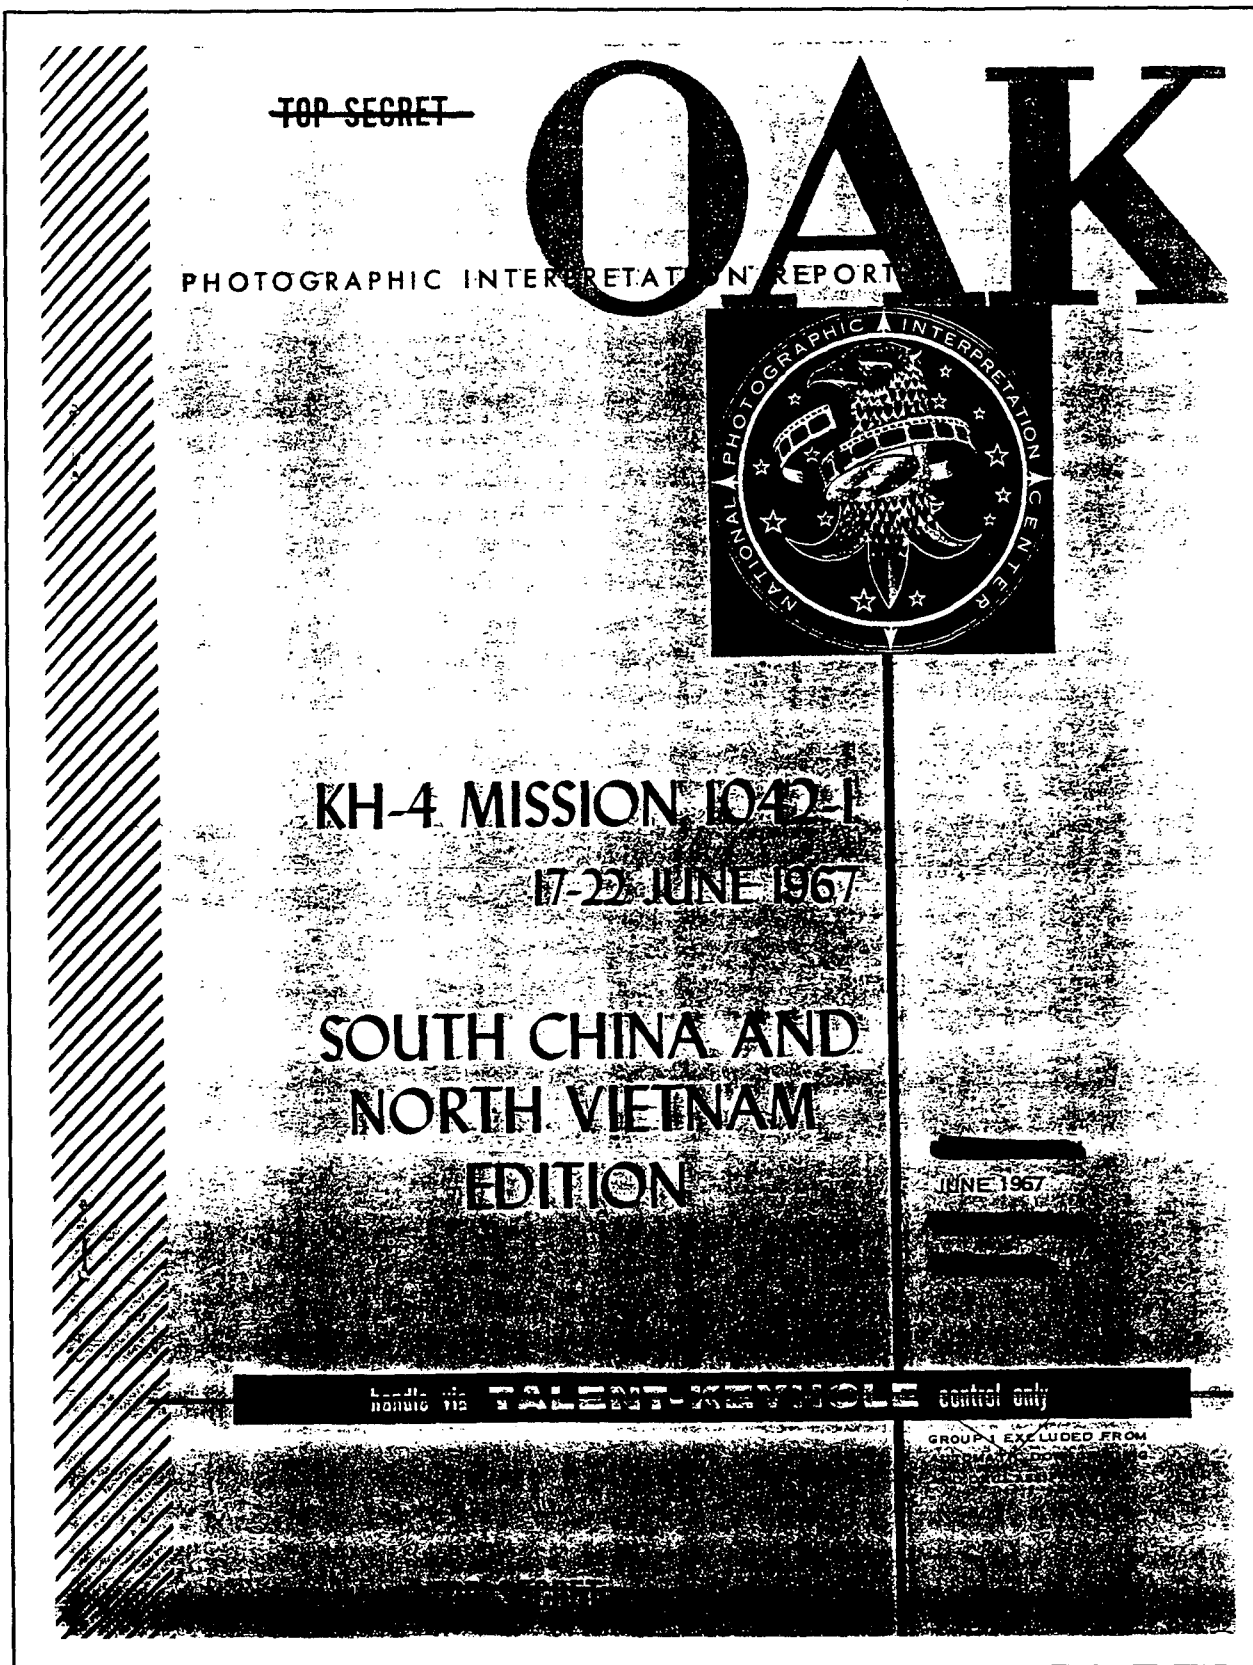 TOP SECRET
OAK
PHOTOGRAPHIC INTERPRETATION REPORT
NATIONAL PHOTOGRAPHIC INTERPRETATION CENTER
KH-4 MISSION 1042-1
17-22 JUNE 1967
SOUTH CHINA AND
NORTH VIETNAM
EDITION
JUNE 1967
handle via TALENT-KEYHOLE control only
GROUP 1 EXCLUDED FROM
AUTOMATIC